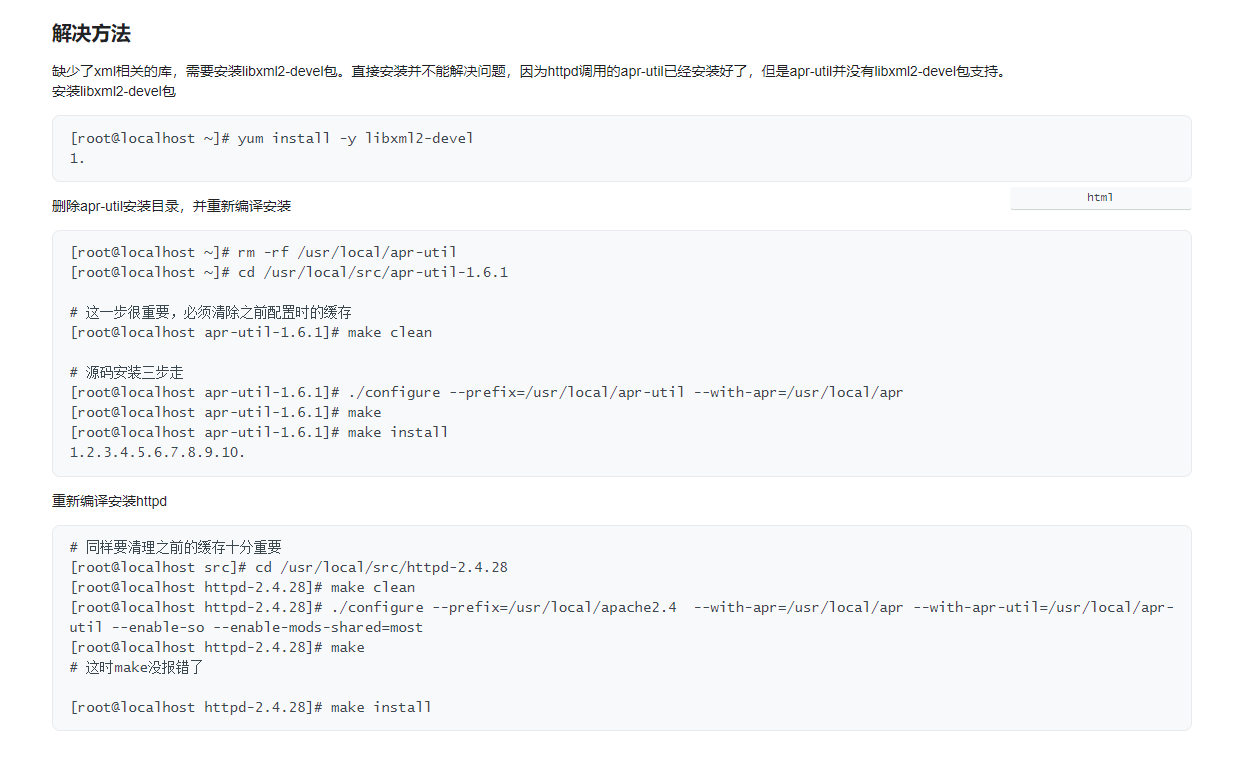 解决方法
缺少了xml相关的库，需要安装libxml2-devel包。直接安装并不能解决问题，因为httpd调用的apr-util已经安装好了，但是apr-util并没有libxml2-devel包支持。
安装libxml2-devel包
[root@localhost ~]# yum install -y libxml2-devel
1.
删除apr-util安装目录，并重新编译安装
html
[root@localhost ~]# rm -rf /usr/local/apr-util
[root@localhost ~]# cd /usr/local/src/apr-util-1.6.1
# 这一步很重要，必须清除之前配置时的缓存
[root@localhost apr-util-1.6.1]# make clean
# 源码安装三步走
[root@localhost apr-util-1.6.1]# ./configure --prefix=/usr/local/apr-util --with-apr=/usr/local/apr
[root@localhost apr-util-1.6.1]# make
[root@localhost apr-util-1.6.1]# make install
1.2.3.4.5.6.7.8.9.10.
重新编译安装httpd
# 同样要清理之前的缓存十分重要
[root@localhost src]# cd /usr/local/src/httpd-2.4.28
[root@localhost httpd-2.4.28]# make clean
[root@localhost httpd-2.4.28]# ./configure --prefix=/usr/local/apache2.4  --with-apr=/usr/local/apr --with-apr-util=/usr/local/apr-
util --enable-so --enable-mods-shared=most
[root@localhost httpd-2.4.28]# make
# 这时make没报错了
[root@localhost httpd-2.4.28]# make install